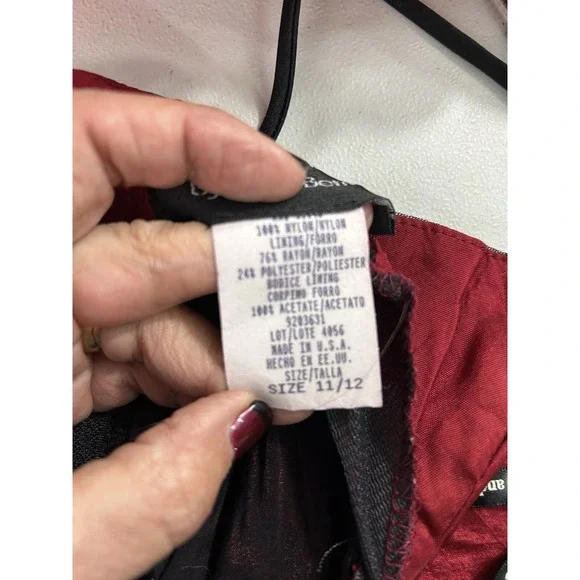 100% NYLON/NYLON
LINING/FORRO
76% RAYON/RAYON
24% POLYESTER/POLIESTER
BODICE LINING
CORPINO FORRO
100% ACETATE/ACETATO
9203631
LOT/LOTE 4056
MADE IN U.S.A.
HECHO EN EE.UU.
SIZE/TALLA
SIZE 11/12
and